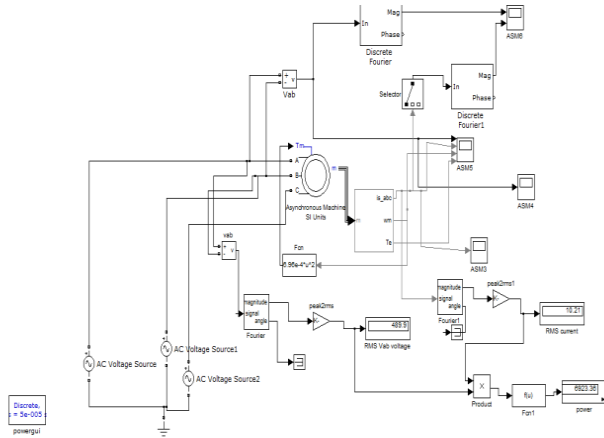 In
Mag
Phase
Discrete
Fourier
ASM6
+
-
v
Vab
Selector
In
Mag
Phase
Discrete
Fourier1
Tm
A
B
C
m
Asynchronous Machine
SI Units
m
is_abc
wm
Te
ASM5
ASM4
ASM3
vab
+
-
v
Fcn
6.96e-4*u^2
magnitude
signal
angle
Fourier
peak2rms
K-
489.9
RMS Vab voltage
magnitude
signal
angle
Fourier1
peak2rms1
K-
10.21
RMS current
AC Voltage Source
AC Voltage Source1
AC Voltage Source2
X
Product
f(u)
Fcn1
6923.36
power
Discrete,
= 5e-005
powergui